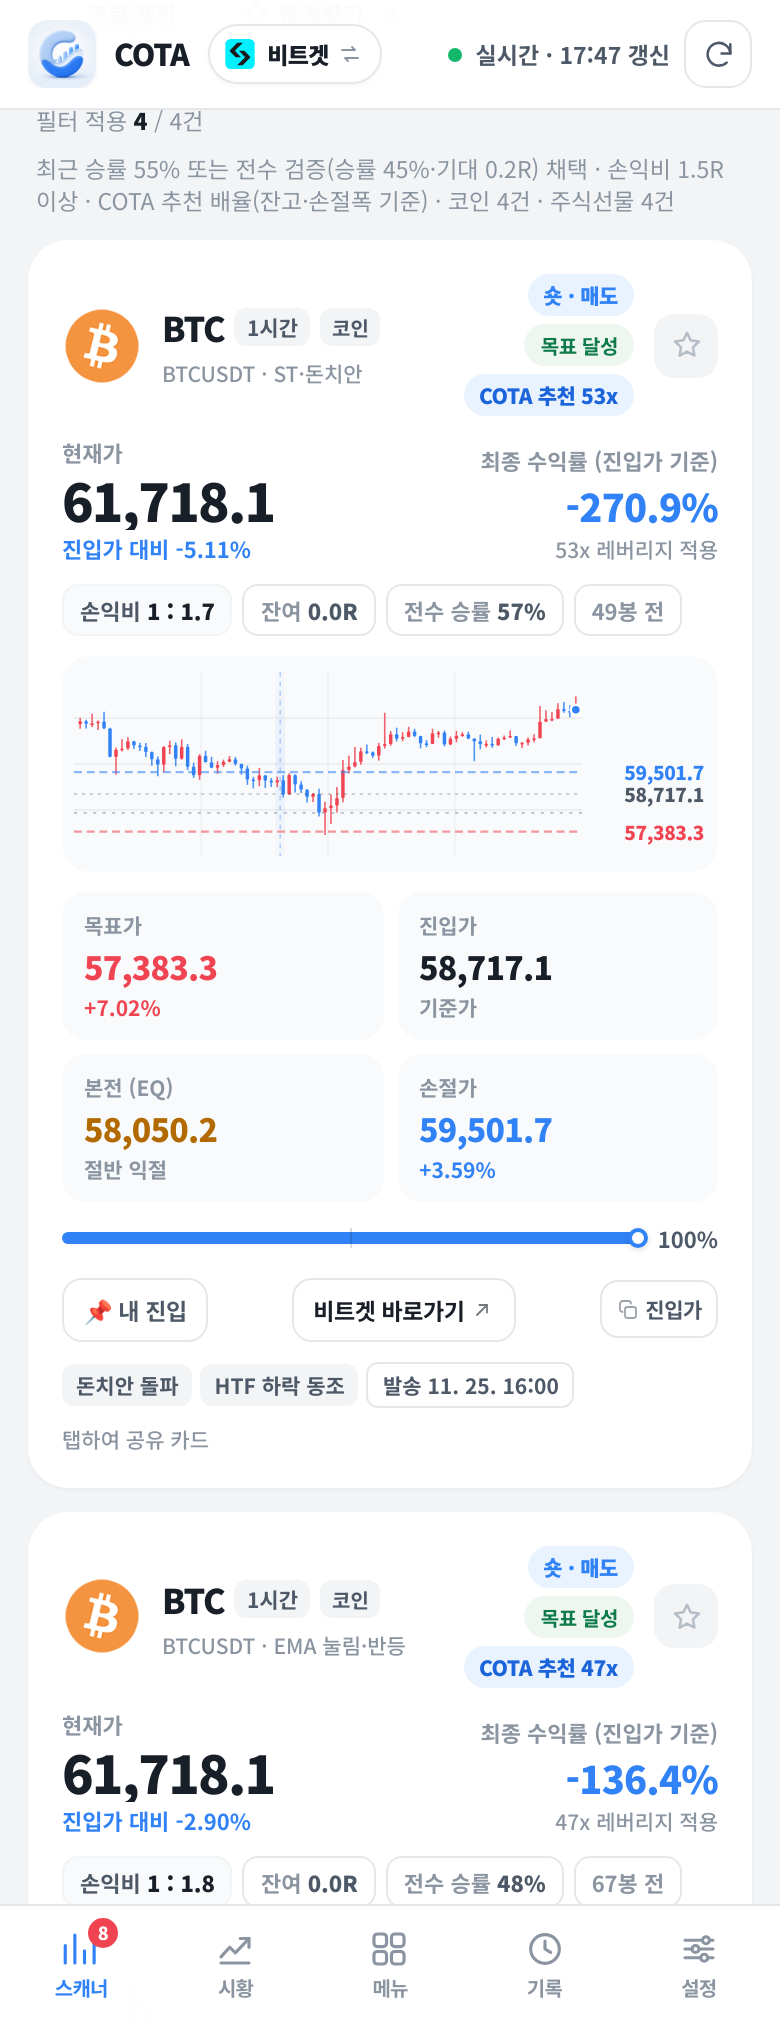 COTA 비트겟 실시간 · 17:47 갱신
필터 적용 4 / 4건
최근 승률 55% 또는 전수 검증(승률 45%·기대 0.2R) 채택 · 손익비 1.5R
이상 · COTA 추천 배율(잔고·손절폭 기준) · 코인 4건 · 주식선물 4건
숏 · 매도
BTC 1시간 코인
목표 달성
BTCUSDT · ST·돈치안
COTA 추천 53x
현재가
최종 수익률 (진입가 기준)
61,718.1
-270.9%
진입가 대비 -5.11%
53x 레버리지 적용
손익비 1 : 1.7 잔여 0.0R 전수 승률 57% 49봉 전
59,501.7
58,717.1
57,383.3
목표가
57,383.3
+7.02%
진입가
58,717.1
기준가
본전 (EQ)
58,050.2
절반 익절
손절가
59,501.7
+3.59%
100%
📌 내 진입 비트겟 바로가기 ↗ 진입가
돈치안 돌파 HTF 하락 동조 발송 11. 25. 16:00
탭하여 공유 카드
숏 · 매도
BTC 1시간 코인
목표 달성
BTCUSDT · EMA 눌림·반등
COTA 추천 47x
현재가
최종 수익률 (진입가 기준)
61,718.1
-136.4%
진입가 대비 -2.90%
47x 레버리지 적용
손익비 1 : 1.8 잔여 0.0R 전수 승률 48% 67봉 전
8
스캐너 시황 메뉴 기록 설정